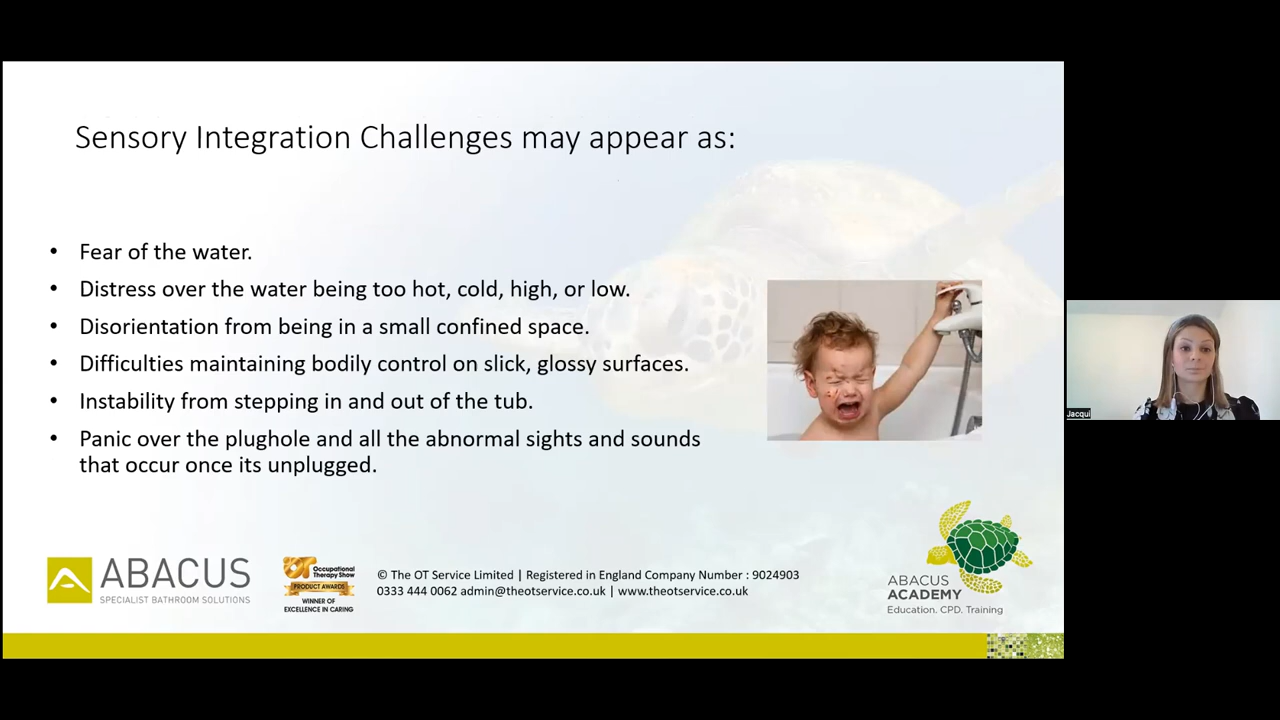 Sensory Integration Challenges may appear as:
• Fear of the water.
• Distress over the water being too hot, cold, high, or low.
• Disorientation from being in a small confined space.
• Difficulties maintaining bodily control on slick, glossy surfaces.
• Instability from stepping in and out of the tub.
• Panic over the plughole and all the abnormal sights and sounds
that occur once its unplugged.
Jacqui
ABACUS
SPECIALIST BATHROOM SOLUTIONS
OT Occupational
Therapy Show
PRODUCT AWARDS
WINNER OF
EXCELLENCE IN CARING
© The OT Service Limited | Registered in England Company Number : 9024903
0333 444 0062 admin@theotservice.co.uk | www.theotservice.co.uk
ABACUS
ACADEMY
Education. CPD. Training